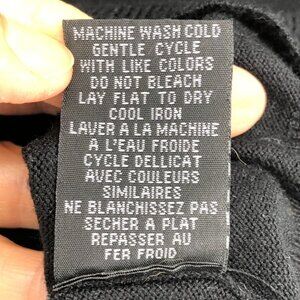 MACHINE WASH COLD
GENTLE CYCLE
WITH LIKE COLORS
DO NOT BLEACH
LAY FLAT TO DRY
COOL IRON
LAVER A LA MACHINE
A L'EAU FROIDE
CYCLE DELLICAT
AVEC COULEURS
SIMILAIRES
NE BLANCHISSEZ PAS
SECHER A PLAT
REPASSER AU
FER FROID